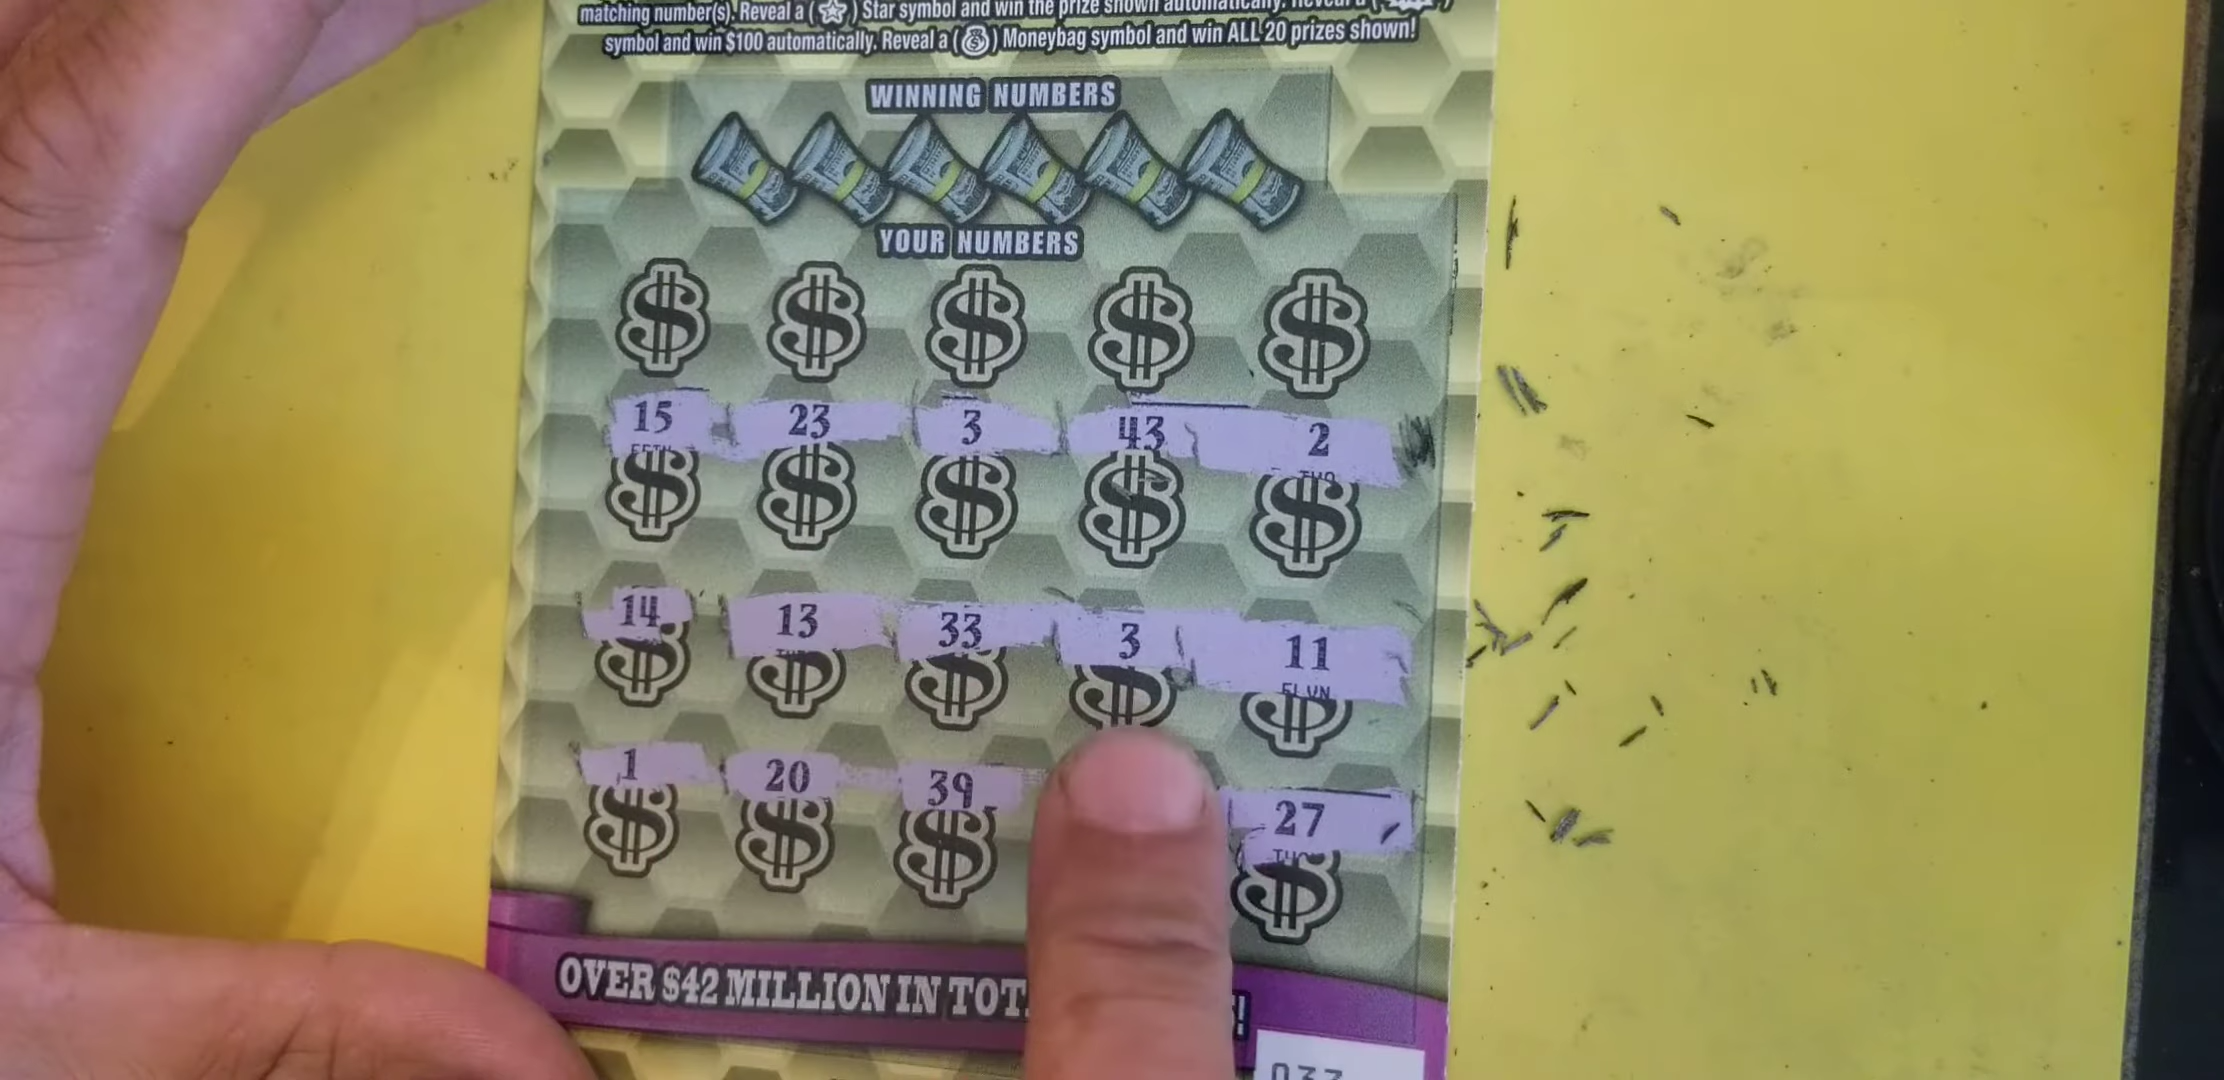 matching number(s). Reveal a ( ) Star symbol and win the prize shown automatically. Reveal a ( )
symbol and win $100 automatically. Reveal a ( ) Moneybag symbol and win ALL 20 prizes shown!
WINNING NUMBERS
YOUR NUMBERS
$ $ $ $ $
15 23 3 43 2
$ $ $ $ $
14 13 33 3 11
ELVN
$ $ $ $ $
1 20 39 27
$ $ $ $
OVER $42 MILLION IN
033